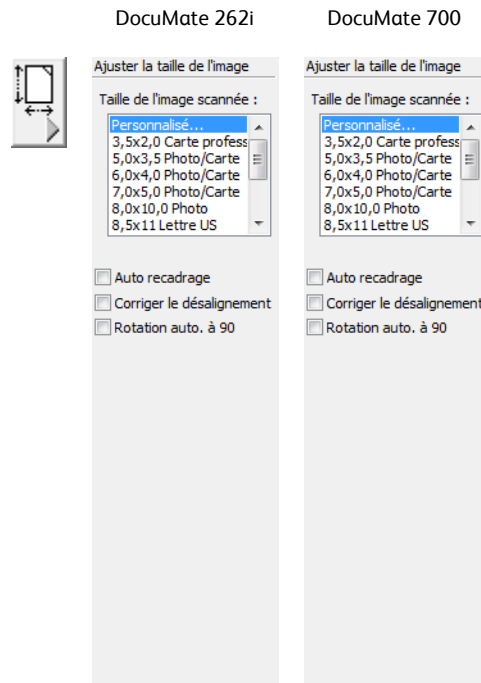 DocuMate 262i
DocuMate 700
Ajuster la taille de l'image
Taille de l'image scannée :
Personnalisé...
3,5x2,0 Carte profess
5,0x3,5 Photo/Carte
6,0x4,0 Photo/Carte
7,0x5,0 Photo/Carte
8,0x10,0 Photo
8,5x11 Lettre US
Auto recadrage
Corriger le désalignement
Rotation auto. à 90
Ajuster la taille de l'image
Taille de l'image scannée :
Personnalisé...
3,5x2,0 Carte profess
5,0x3,5 Photo/Carte
6,0x4,0 Photo/Carte
7,0x5,0 Photo/Carte
8,0x10,0 Photo
8,5x11 Lettre US
Auto recadrage
Corriger le désalignement
Rotation auto. à 90